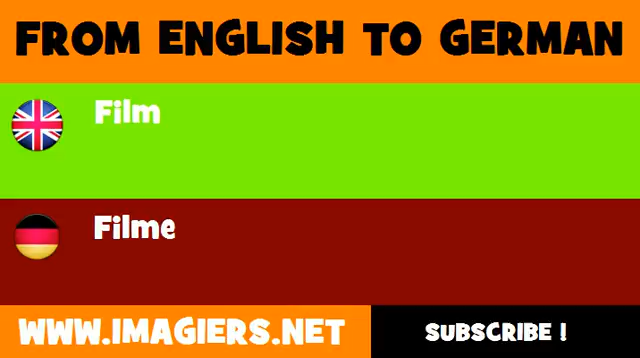 FROM ENGLISH TO GERMAN
Film
Filme
WWW.IMAGIERS.NET
SUBSCRIBE !